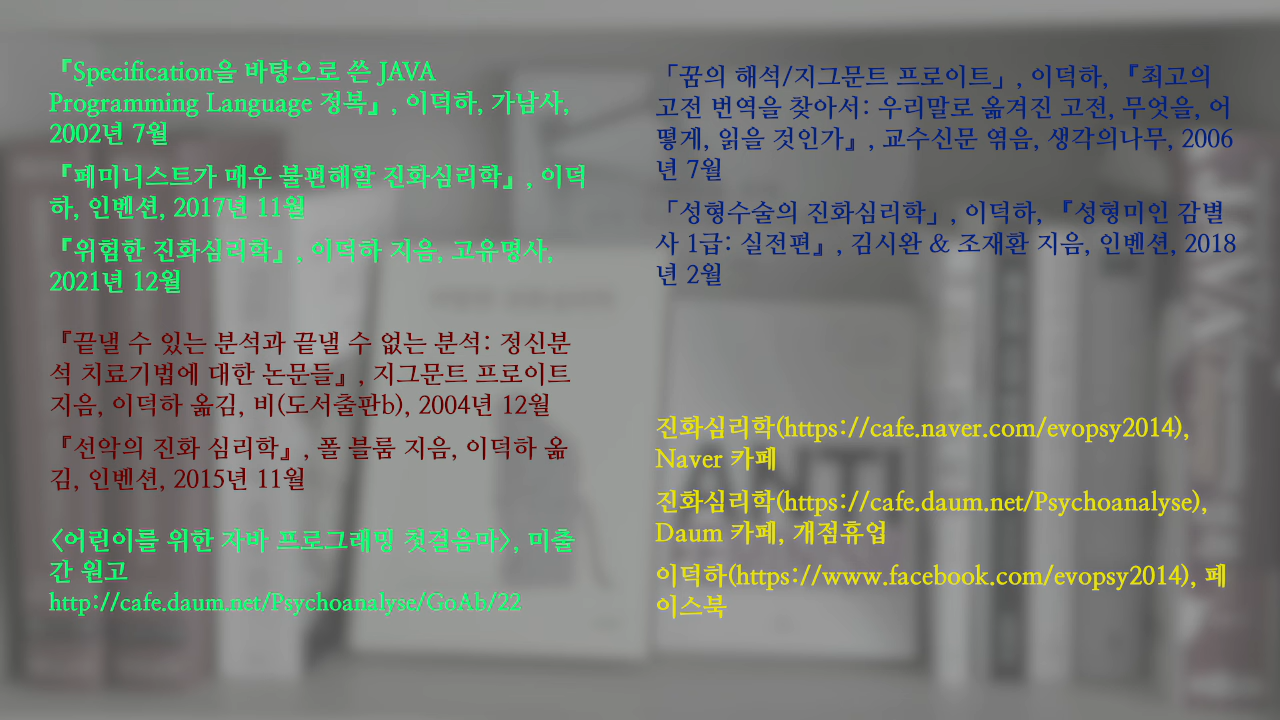 『Specification을 바탕으로 쓴 JAVA
Programming Language 정복』, 이덕하, 가남사,
2002년 7월
『페미니스트가 매우 불편해할 진화심리학』, 이덕
하, 인벤션, 2017년 11월
『위험한 진화심리학』, 이덕하 지음, 고유명사,
2021년 12월
『끝낼 수 있는 분석과 끝낼 수 없는 분석: 정신분
석 치료기법에 대한 논문들』, 지그문트 프로이트
지음, 이덕하 옮김, 비(도서출판b), 2004년 12월
『선악의 진화 심리학』, 폴 블룸 지음, 이덕하 옮
김, 인벤션, 2015년 11월
<어린이를 위한 자바 프로그래밍 첫걸음마>, 미출
간 원고
http://cafe.daum.net/Psychoanalyse/GoAb/22
「꿈의 해석/지그문트 프로이트」, 이덕하, 『최고의
고전 번역을 찾아서: 우리말로 옮겨진 고전, 무엇을, 어
떻게, 읽을 것인가』, 교수신문 엮음, 생각의나무, 2006
년 7월
「성형수술의 진화심리학」, 이덕하, 『성형미인 감별
사 1급: 실전편』, 김시완 & 조재환 지음, 인벤션, 2018
년 2월
진화심리학(https://cafe.naver.com/evopsy2014),
Naver 카페
진화심리학(https://cafe.daum.net/Psychoanalyse),
Daum 카페, 개점휴업
이덕하(https://www.facebook.com/evopsy2014), 페
이스북